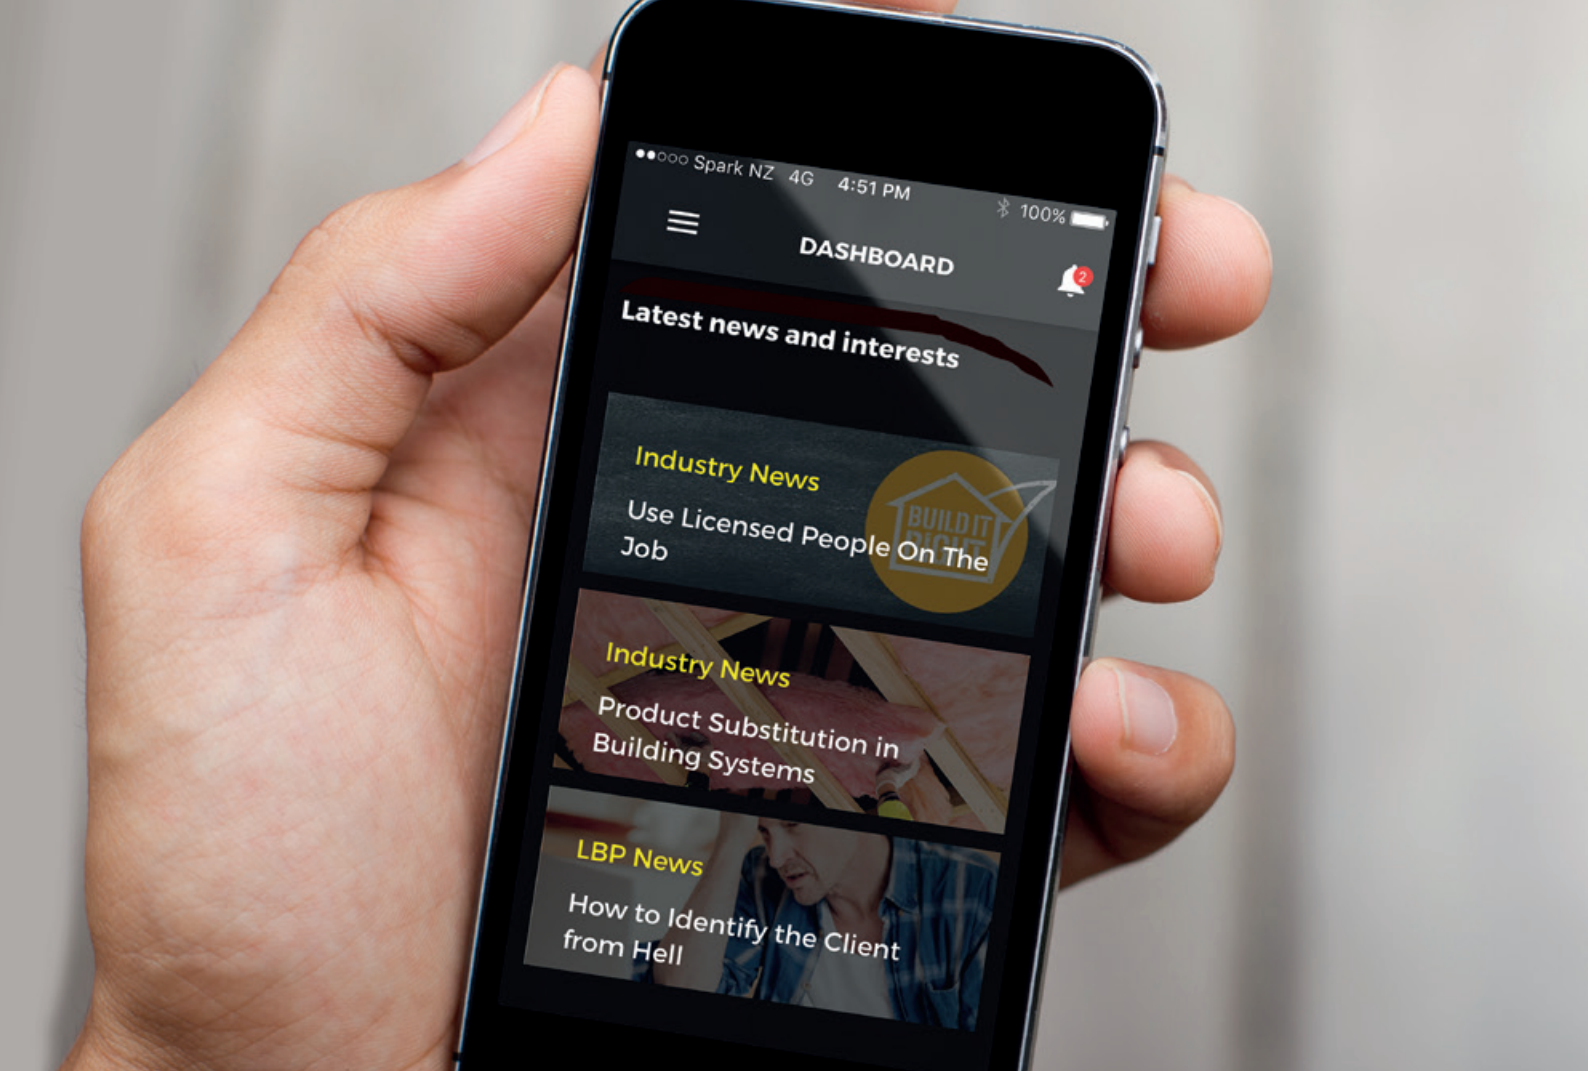 Spark NZ 4G 4:51 PM 100%
DASHBOARD
2
Latest news and interests
Industry News
Use Licensed People On The
Job
BUILD IT
RIGHT
Industry News
Product Substitution in
Building Systems
LBP News
How to Identify the Client
from Hell